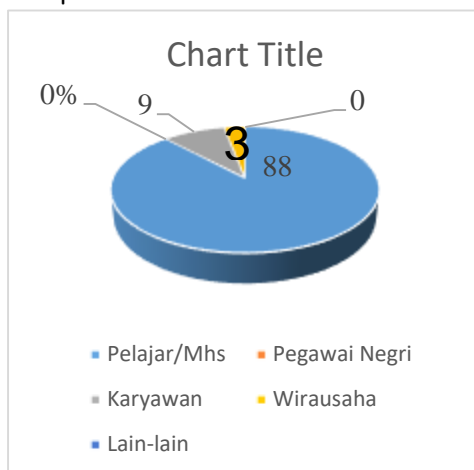 Chart Title
0%
9
0
3
88
Pelajar/Mhs
Pegawai Negri
Karyawan
Wirausaha
Lain-lain